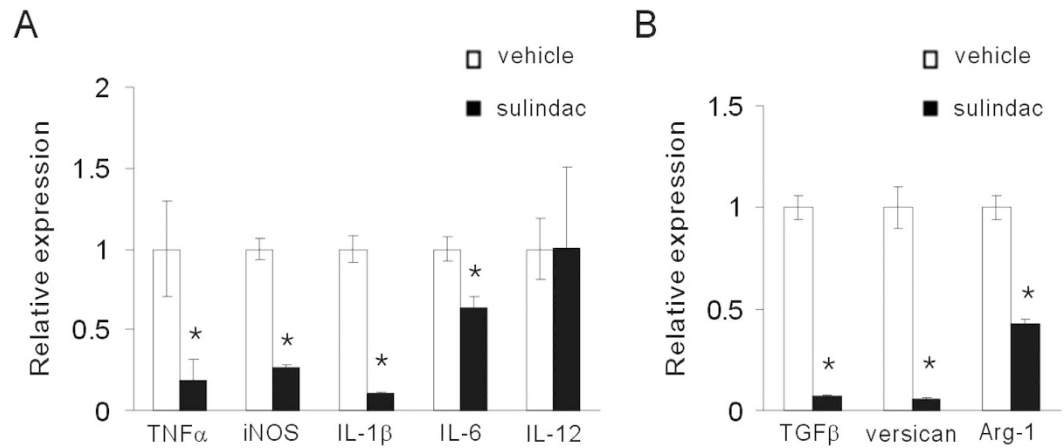 A
vehicle
sulindac
Relative expression
2
1.5
1
0.5
0
*
*
*
*
TNFα iNOS IL-1β IL-6 IL-12
B
vehicle
sulindac
Relative expression
1.5
1
0.5
0
*
*
*
TGFβ versican Arg-1